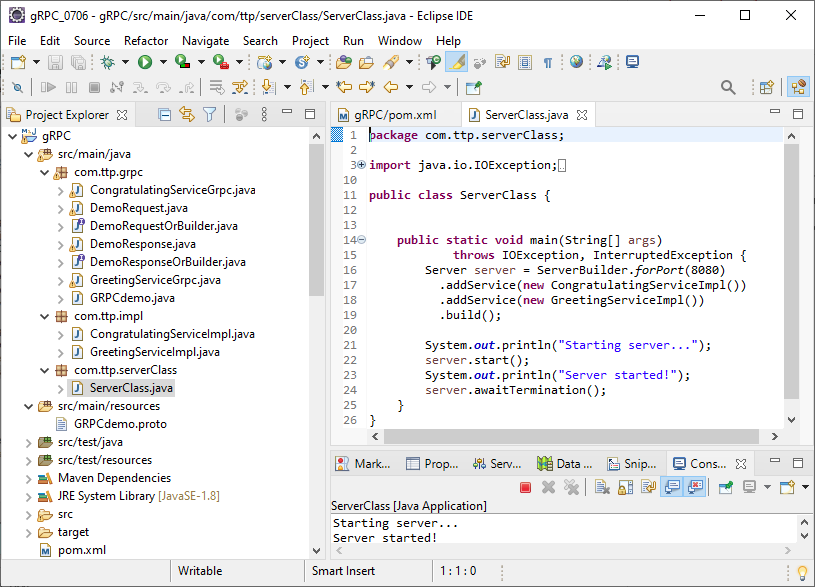 gRPC_0706 - gRPC/src/main/java/com/ttp/serverClass/ServerClass.java - Eclipse IDE
File Edit Source Refactor Navigate Search Project Run Window Help
Project Explorer
gRPC
src/main/java
com.ttp.grpc
CongratulatingServiceGrpc.java
DemoRequest.java
DemoRequestOrBuilder.java
DemoResponse.java
DemoResponseOrBuilder.java
GreetingServiceGrpc.java
GRPCdemo.java
com.ttp.impl
CongratulatingServiceImpl.java
GreetingServiceImpl.java
com.ttp.serverClass
ServerClass.java
src/main/resources
GRPCdemo.proto
src/test/java
src/test/resources
Maven Dependencies
JRE System Library [JavaSE-1.8]
src
target
pom.xml
gRPC/pom.xml ServerClass.java
1 package com.ttp.serverClass;
2
3 import java.io.IOException;
10
11 public class ServerClass {
12
13
14 public static void main(String[] args)
15 throws IOException, InterruptedException {
16 Server server = ServerBuilder.forPort(8080)
17 .addService(new CongratulatingServiceImpl())
18 .addService(new GreetingServiceImpl())
19 .build();
20
21 System.out.println("Starting server...");
22 server.start();
23 System.out.println("Server started!");
24 server.awaitTermination();
25 }
26 }
Mark... Prop... Serv... Data ... Snip... Cons...
ServerClass [Java Application]
Starting server...
Server started!
Writable Smart Insert 1 : 1 : 0